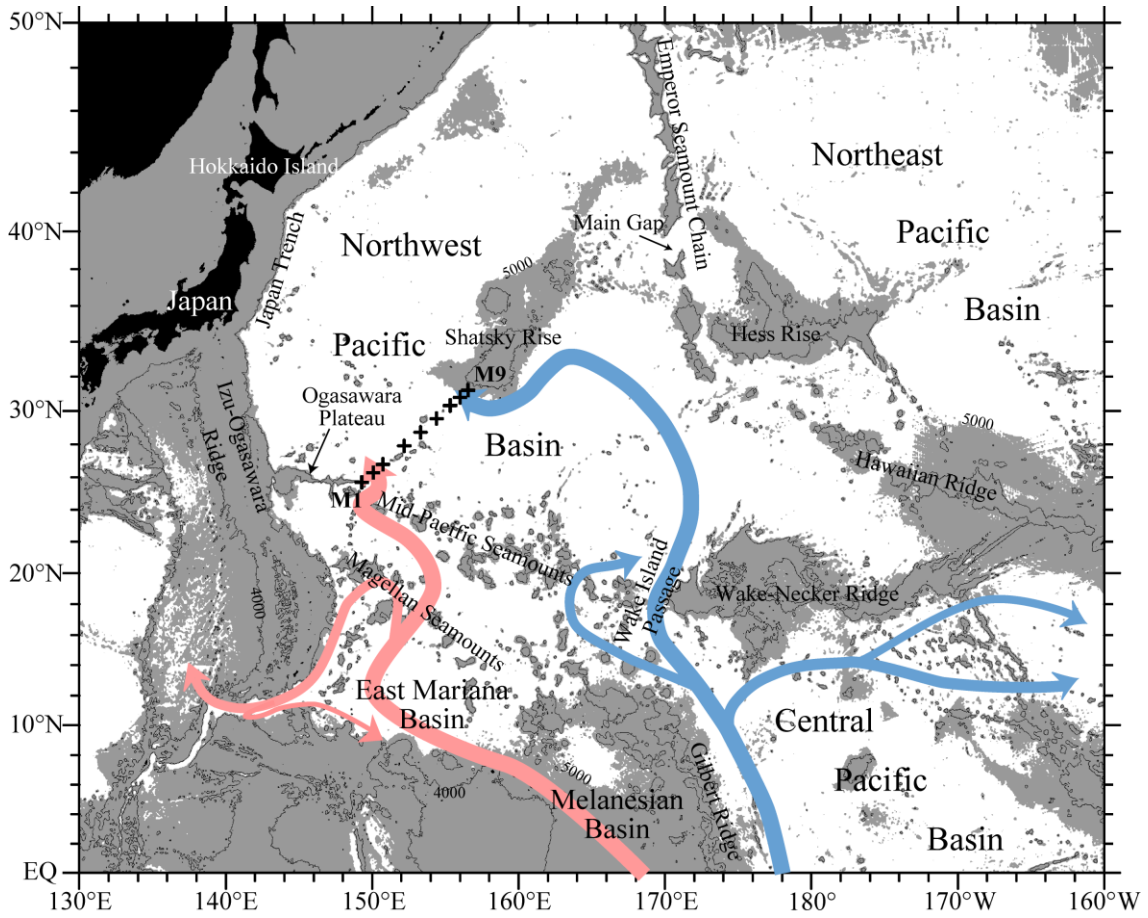 50°N
40°N
30°N
20°N
10°N
EQ
130°E
140°E
150°E
160°E
170°E
180°
170°W
160°W
Emperor Seamount Chain
Northeast
Pacific
Basin
Hokkaido Island
Japan Trench
Main Gap
Northwest
Pacific
Basin
5000
Japan
Shatsky Rise
Hess Rise
M9
Ogasawara
Plateau
Izu-Ogasawara
Ridge
5000
Hawaiian Ridge
M1
Mid-Pacific Seamounts
Magellan Seamounts
Wake Island
Passage
Wake-Necker Ridge
4000
East Mariana
Basin
Central
Pacific
Basin
Gilbert Ridge
5000
4000
Melanesian
Basin